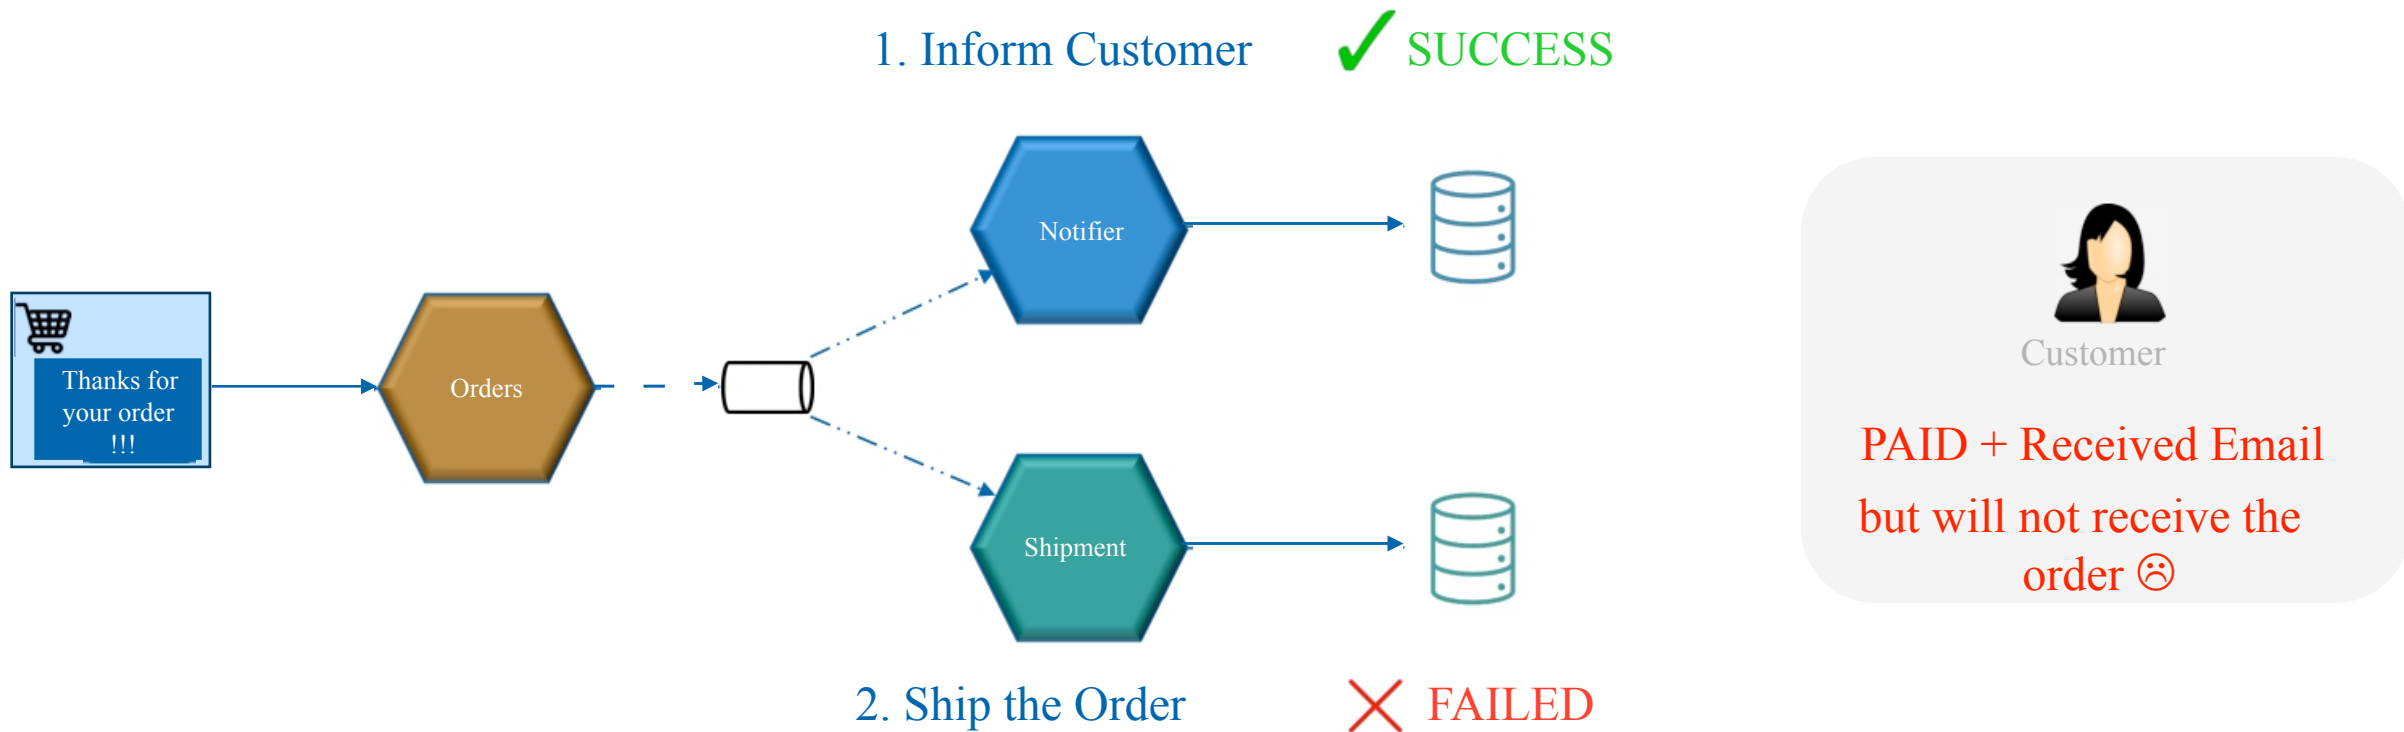 1. Inform Customer
SUCCESS
Notifier
Thanks for
your order
!!!
Orders
Shipment
2. Ship the Order
FAILED
Customer
PAID + Received Email
but will not receive the
order ☹